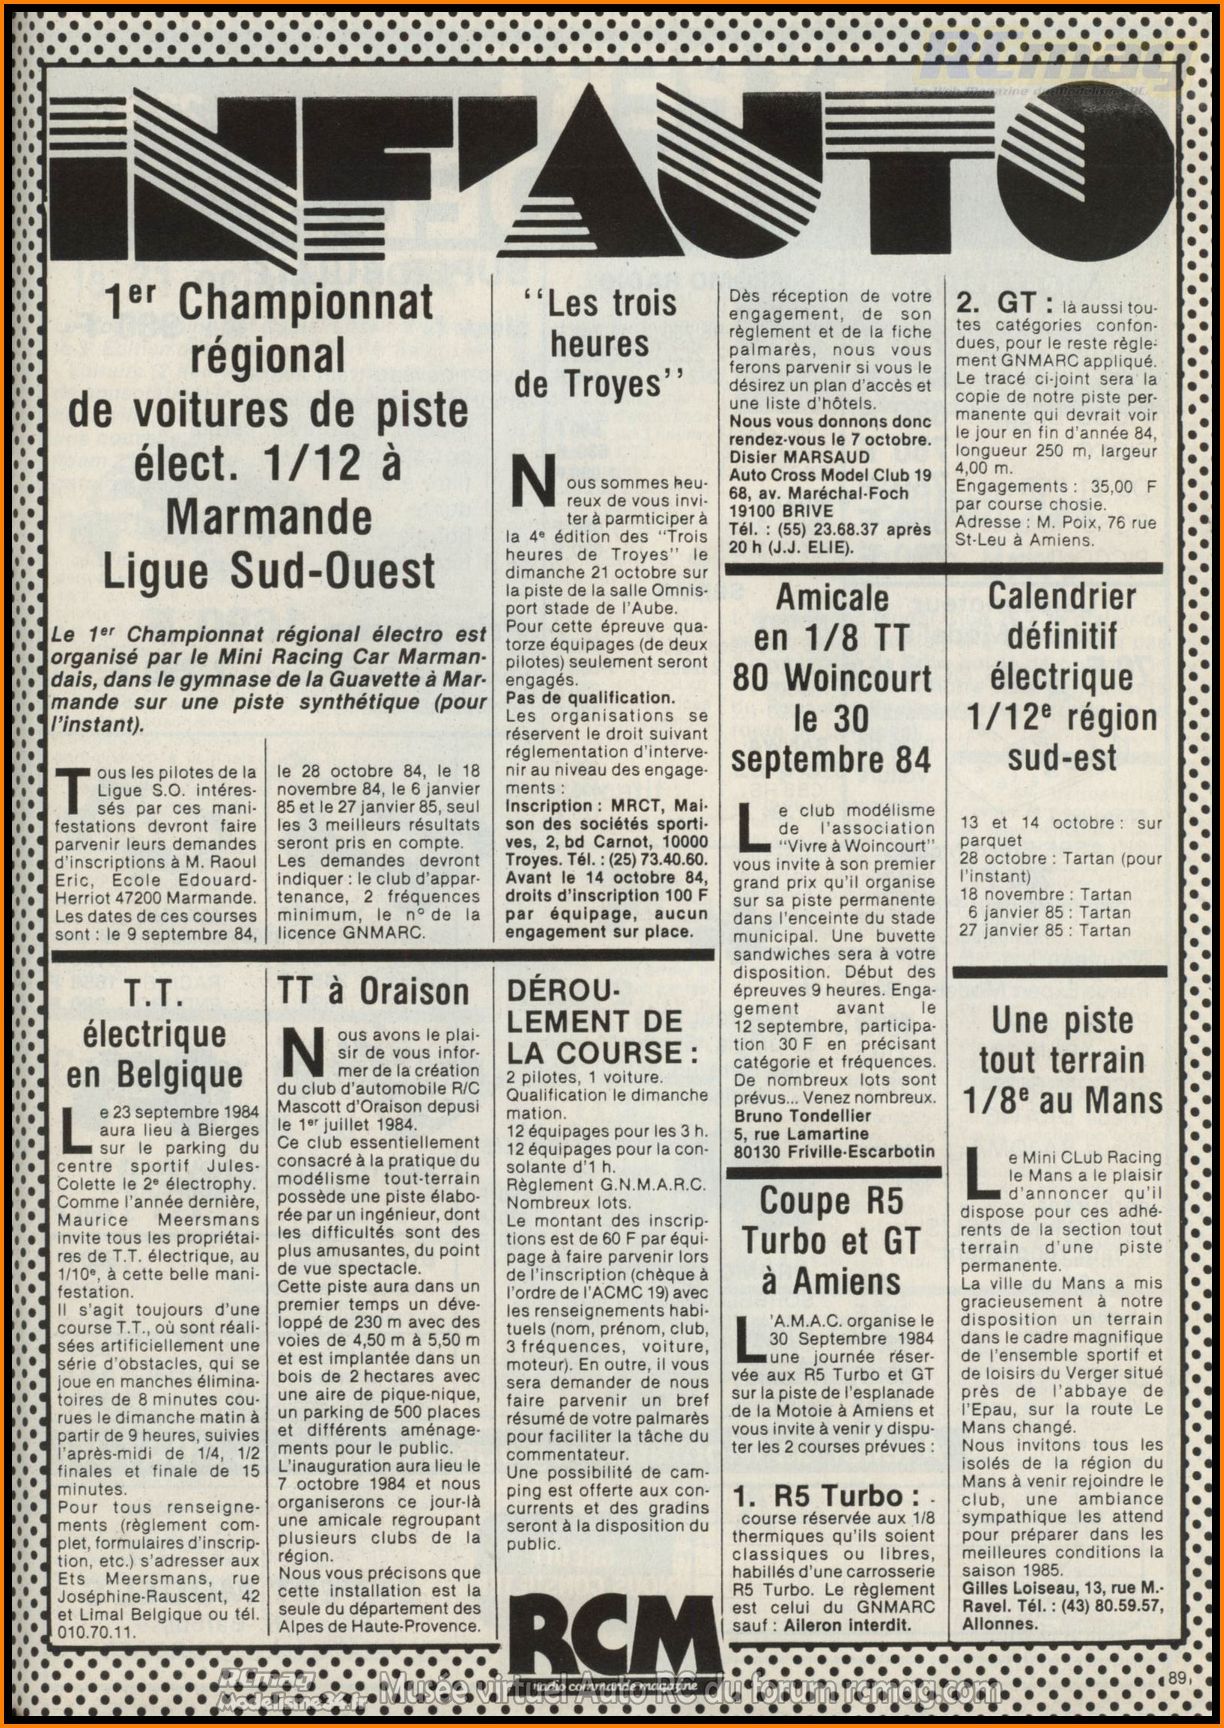 INF'AUTO
1er Championnat
régional
de voitures de piste
élect. 1/12 à
Marmande
Ligue Sud-Ouest
Le 1er Championnat régional électro est
organisé par le Mini Racing Car Marman-
dais, dans le gymnase de la Guavette à Mar-
mande sur une piste synthétique (pour
l'instant).
Tous les pilotes de la
Ligue S.O. intéres-
sés par ces mani-
festations devront faire
parvenir leurs demandes
d'inscriptions à M. Raoul
Eric, Ecole Edouard-
Herriot 47200 Marmande.
Les dates de ces courses
sont : le 9 septembre 84,
le 28 octobre 84, le 18
novembre 84, le 6 janvier
85 et le 27 janvier 85, seul
les 3 meilleurs résultats
seront pris en compte.
Les demandes devront
indiquer : le club d'appar-
tenance, 2 fréquences
minimum, le n° de la
licence GNMARC.
"Les trois
heures
de Troyes"
Nous sommes heu-
reux de vous invi-
ter à parmticiper à
la 4e édition des "Trois
heures de Troyes" le
dimanche 21 octobre sur
la piste de la salle Omnis-
port stade de l'Aube.
Pour cette épreuve qua-
torze équipages (de deux
pilotes) seulement seront
engagés.
Pas de qualification.
Les organisations se
réservent le droit suivant
réglementation d'interve-
nir au niveau des engage-
ments :
Inscription : MRCT, Mai-
son des sociétés sporti-
ves, 2, bd Carnot, 10000
Troyes. Tél. : (25) 73.40.60.
Avant le 14 octobre 84,
droits d'inscription 100 F
par équipage, aucun
engagement sur place.
T.T.
électrique
en Belgique
Le 23 septembre 1984
aura lieu à Bierges
sur le parking du
centre sportif Jules-
Colette le 2e électrophy.
Comme l'année dernière,
Maurice Meersmans
invite tous les propriétai-
res de T.T. électrique, au
1/10e, à cette belle mani-
festation.
Il s'agit toujours d'une
course T.T., où sont réali-
sées artificiellement une
série d'obstacles, qui se
joue en manches élimina-
toires de 8 minutes cou-
rues le dimanche matin à
partir de 9 heures, suivies
l'après-midi de 1/4, 1/2
finales et finale de 15
minutes.
Pour tous renseigne-
ments (règlement com-
plet, formulaires d'inscrip-
tion, etc.) s'adresser aux
Ets Meersmans, rue
Joséphine-Rauscent, 42
et Limal Belgique ou tél.
010.70.11.
TT à Oraison
Nous avons le plai-
sir de vous infor-
mer de la création
du club d'automobile R/C
Mascott d'Oraison depusi
le 1er juillet 1984.
Ce club essentiellement
consacré à la pratique du
modélisme tout-terrain
possède une piste élabo-
rée par un ingénieur, dont
les difficultés sont des
plus amusantes, du point
de vue spectacle.
Cette piste aura dans un
premier temps un déve-
loppé de 230 m avec des
voies de 4,50 m à 5,50 m
et est implantée dans un
bois de 2 hectares avec
une aire de pique-nique,
un parking de 500 places
et différents aménage-
ments pour le public.
L'inauguration aura lieu le
7 octobre 1984 et nous
organiserons ce jour-là
une amicale regroupant
plusieurs clubs de la
région.
Nous vous précisons que
cette installation est la
seule du département des
Alpes de Haute-Provence.
DÉROU-
LEMENT DE
LA COURSE :
2 pilotes, 1 voiture.
Qualification le dimanche
mation.
12 équipages pour les 3 h.
12 équipages pour la con-
solante d'1 h.
Règlement G.N.M.A.R.C.
Nombreux lots.
Le montant des inscrip-
tions est de 60 F par équi-
page à faire parvenir lors
de l'inscription (chèque à
l'ordre de l'ACMC 19) avec
les renseignements habi-
tuels (nom, prénom, club,
3 fréquences, voiture,
moteur). En outre, il vous
sera demander de nous
faire parvenir un bref
résumé de votre palmarès
pour faciliter la tâche du
commentateur.
Une possibilité de cam-
ping est offerte aux con-
currents et des gradins
seront à la disposition du
public.
Dès réception de votre
engagement, de son
règlement et de la fiche
palmarès, nous vous
ferons parvenir si vous le
désirez un plan d'accès et
une liste d'hôtels.
Nous vous donnons donc
rendez-vous le 7 octobre.
Disier MARSAUD
Auto Cross Model Club 19
68, av. Maréchal-Foch
19100 BRIVE
Tél. : (55) 23.68.37 après
20 h (J.J. ELIE).
Amicale
en 1/8 TT
80 Woincourt
le 30
septembre 84
Le club modélisme
de l'association
"Vivre à Woincourt"
vous invite à son premier
grand prix qu'il organise
sur sa piste permanente
dans l'enceinte du stade
municipal. Une buvette
sandwiches sera à votre
disposition. Début des
épreuves 9 heures. Enga-
gement avant le
12 septembre, participa-
tion 30 F en précisant
catégorie et fréquences.
De nombreux lots sont
prévus... Venez nombreux.
Bruno Tondellier
5, rue Lamartine
80130 Friville-Escarbotin
Coupe R5
Turbo et GT
à Amiens
L'A.M.A.C. organise le
30 Septembre 1984
une journée réser-
vée aux R5 Turbo et GT
sur la piste de l'esplanade
de la Motoie à Amiens et
vous invite à venir y dispu-
ter les 2 courses prévues :
1. R5 Turbo :
course réservée aux 1/8
thermiques qu'ils soient
classiques ou libres,
habillés d'une carrosserie
R5 Turbo. Le règlement
est celui du GNMARC
sauf : Aileron interdit.
2. GT : là aussi tou-
tes catégories confon-
dues, pour le reste règle-
ment GNMARC appliqué.
Le tracé ci-joint sera la
copie de notre piste per-
manente qui devrait voir
le jour en fin d'année 84,
longueur 250 m, largeur
4,00 m.
Engagements : 35,00 F
par course chosie.
Adresse : M. Poix, 76 rue
St-Leu à Amiens.
Calendrier
définitif
électrique
1/12e région
sud-est
13 et 14 octobre : sur
parquet
28 octobre : Tartan (pour
l'instant)
18 novembre : Tartan
6 janvier 85 : Tartan
27 janvier 85 : Tartan
Une piste
tout terrain
1/8e au Mans
Le Mini CLub Racing
le Mans a le plaisir
d'annoncer qu'il
dispose pour ces adhé-
rents de la section tout
terrain d'une piste
permanente.
La ville du Mans a mis
gracieusement à notre
disposition un terrain
dans le cadre magnifique
de l'ensemble sportif et
de loisirs du Verger situé
près de l'abbaye de
l'Epau, sur la route Le
Mans changé.
Nous invitons tous les
isolés de la région du
Mans à venir rejoindre le
club, une ambiance
sympathique les attend
pour préparer dans les
meilleures conditions la
saison 1985.
Gilles Loiseau, 13, rue M.-
Ravel. Tél. : (43) 80.59.57,
Allonnes.
RCM
radio commande magazine
89
RCmag
Le Web Magazine du Modelisme RC
RCmag
Modelisme34.fr
Musée virtuel Auto RC du forum rcmag.com